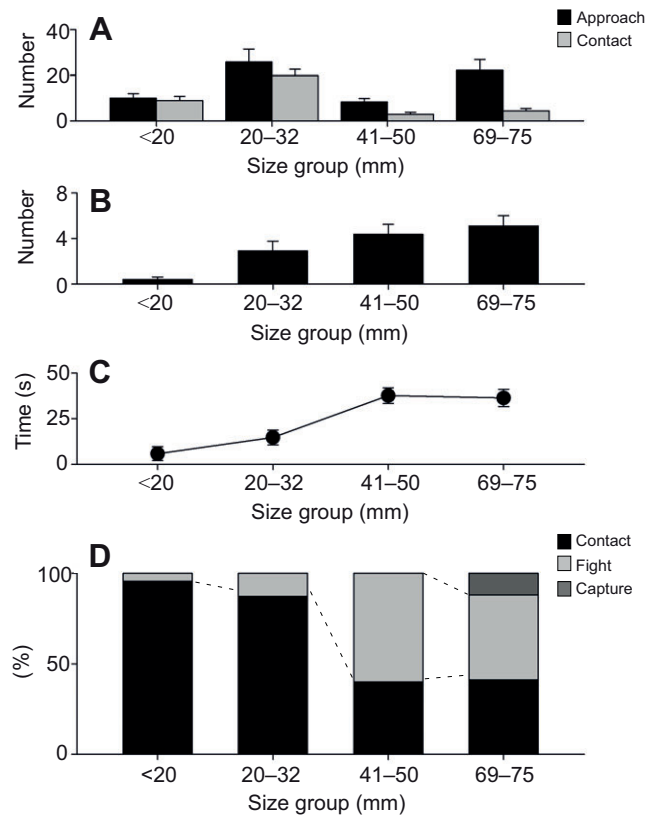 A
Approach
Contact
Number
40
20
0
<20 20–32 41–50 69–75
Size group (mm)
B
Number
8
4
0
<20 20–32 41–50 69–75
Size group (mm)
C
Time (s)
50
25
0
<20 20–32 41–50 69–75
Size group (mm)
D
Contact
Fight
Capture
(%)
100
50
0
<20 20–32 41–50 69–75
Size group (mm)